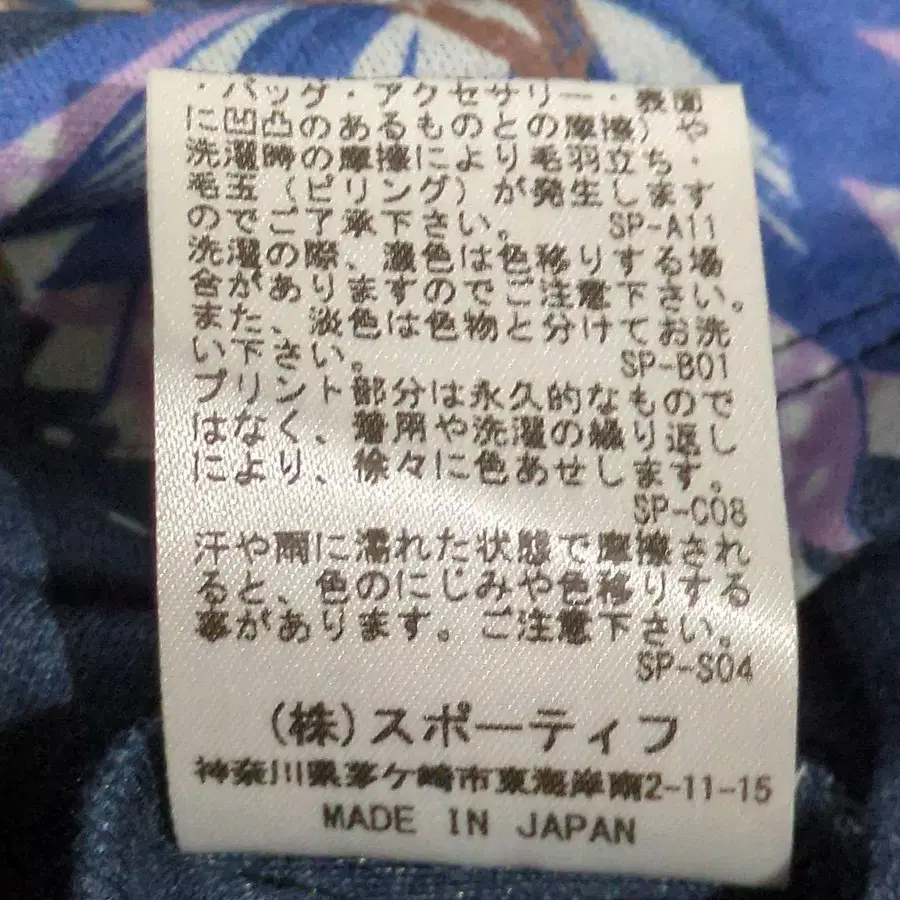 ・バッグ・アクセサリー・表面
に凹凸のあるものとの摩擦）や
洗濯時の摩擦により毛羽立ち・
毛玉（ピリング）が発生します
のでご了承下さい。 SP-A11
洗濯の際、濃色は色移りする場
合がありますのでご注意下さい。
また、淡色は色物と分けてお洗
い下さい。 SP-B01
プリント部分は永久的なもので
はなく、着用や洗濯の繰り返し
により、徐々に色あせします。
SP-C08
汗や雨に濡れた状態で摩擦され
ると、色のにじみや色移りする
事があります。ご注意下さい。
SP-S04
(株)スポーティフ
神奈川県茅ケ崎市東海岸南2-11-15
MADE IN JAPAN